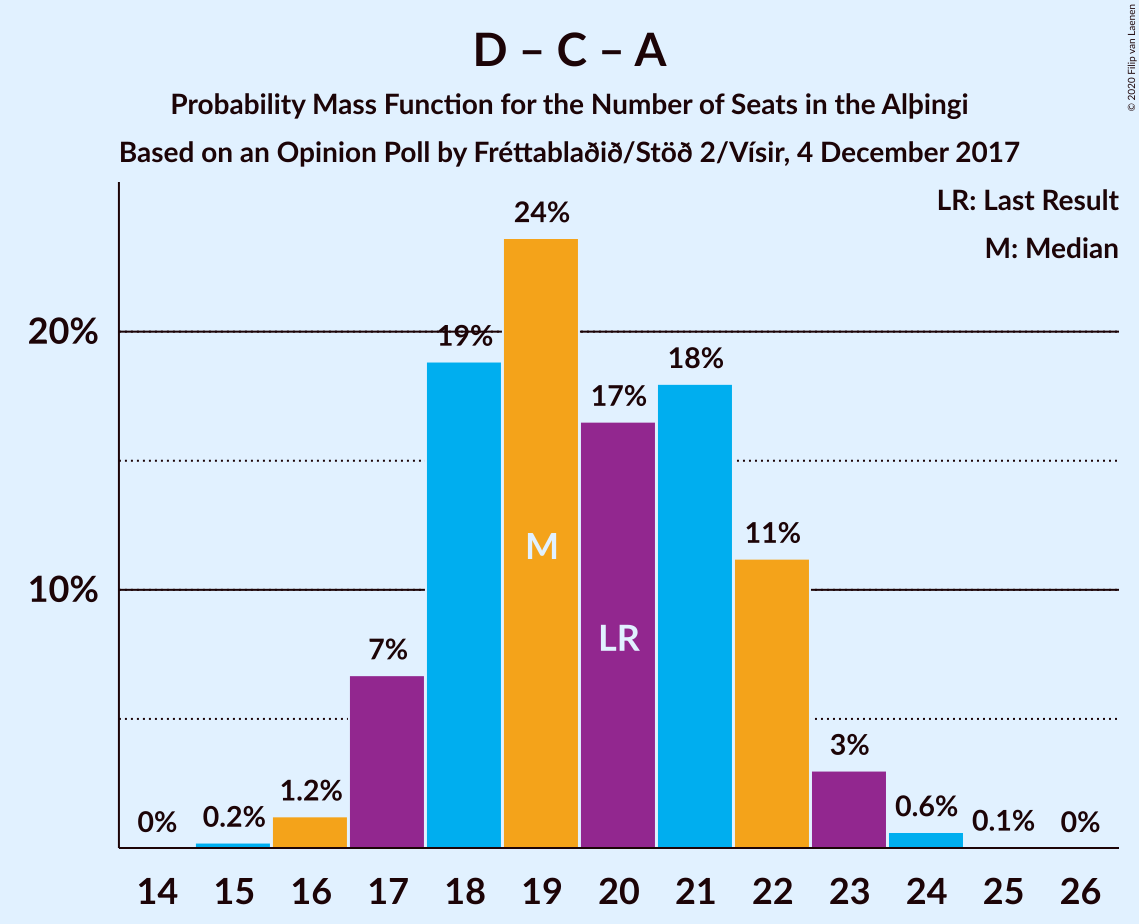 D – C – A
Probability Mass Function for the Number of Seats in the Alþingi
Based on an Opinion Poll by Fréttablaðið/Stöð 2/Vísir, 4 December 2017
© 2020 Filip van Laenen
LR: Last Result
M: Median
20%
10%
0%
0.2%
1.2%
7%
19%
24%
17%
18%
11%
3%
0.6%
0.1%
0%
M
LR
14 15 16 17 18 19 20 21 22 23 24 25 26